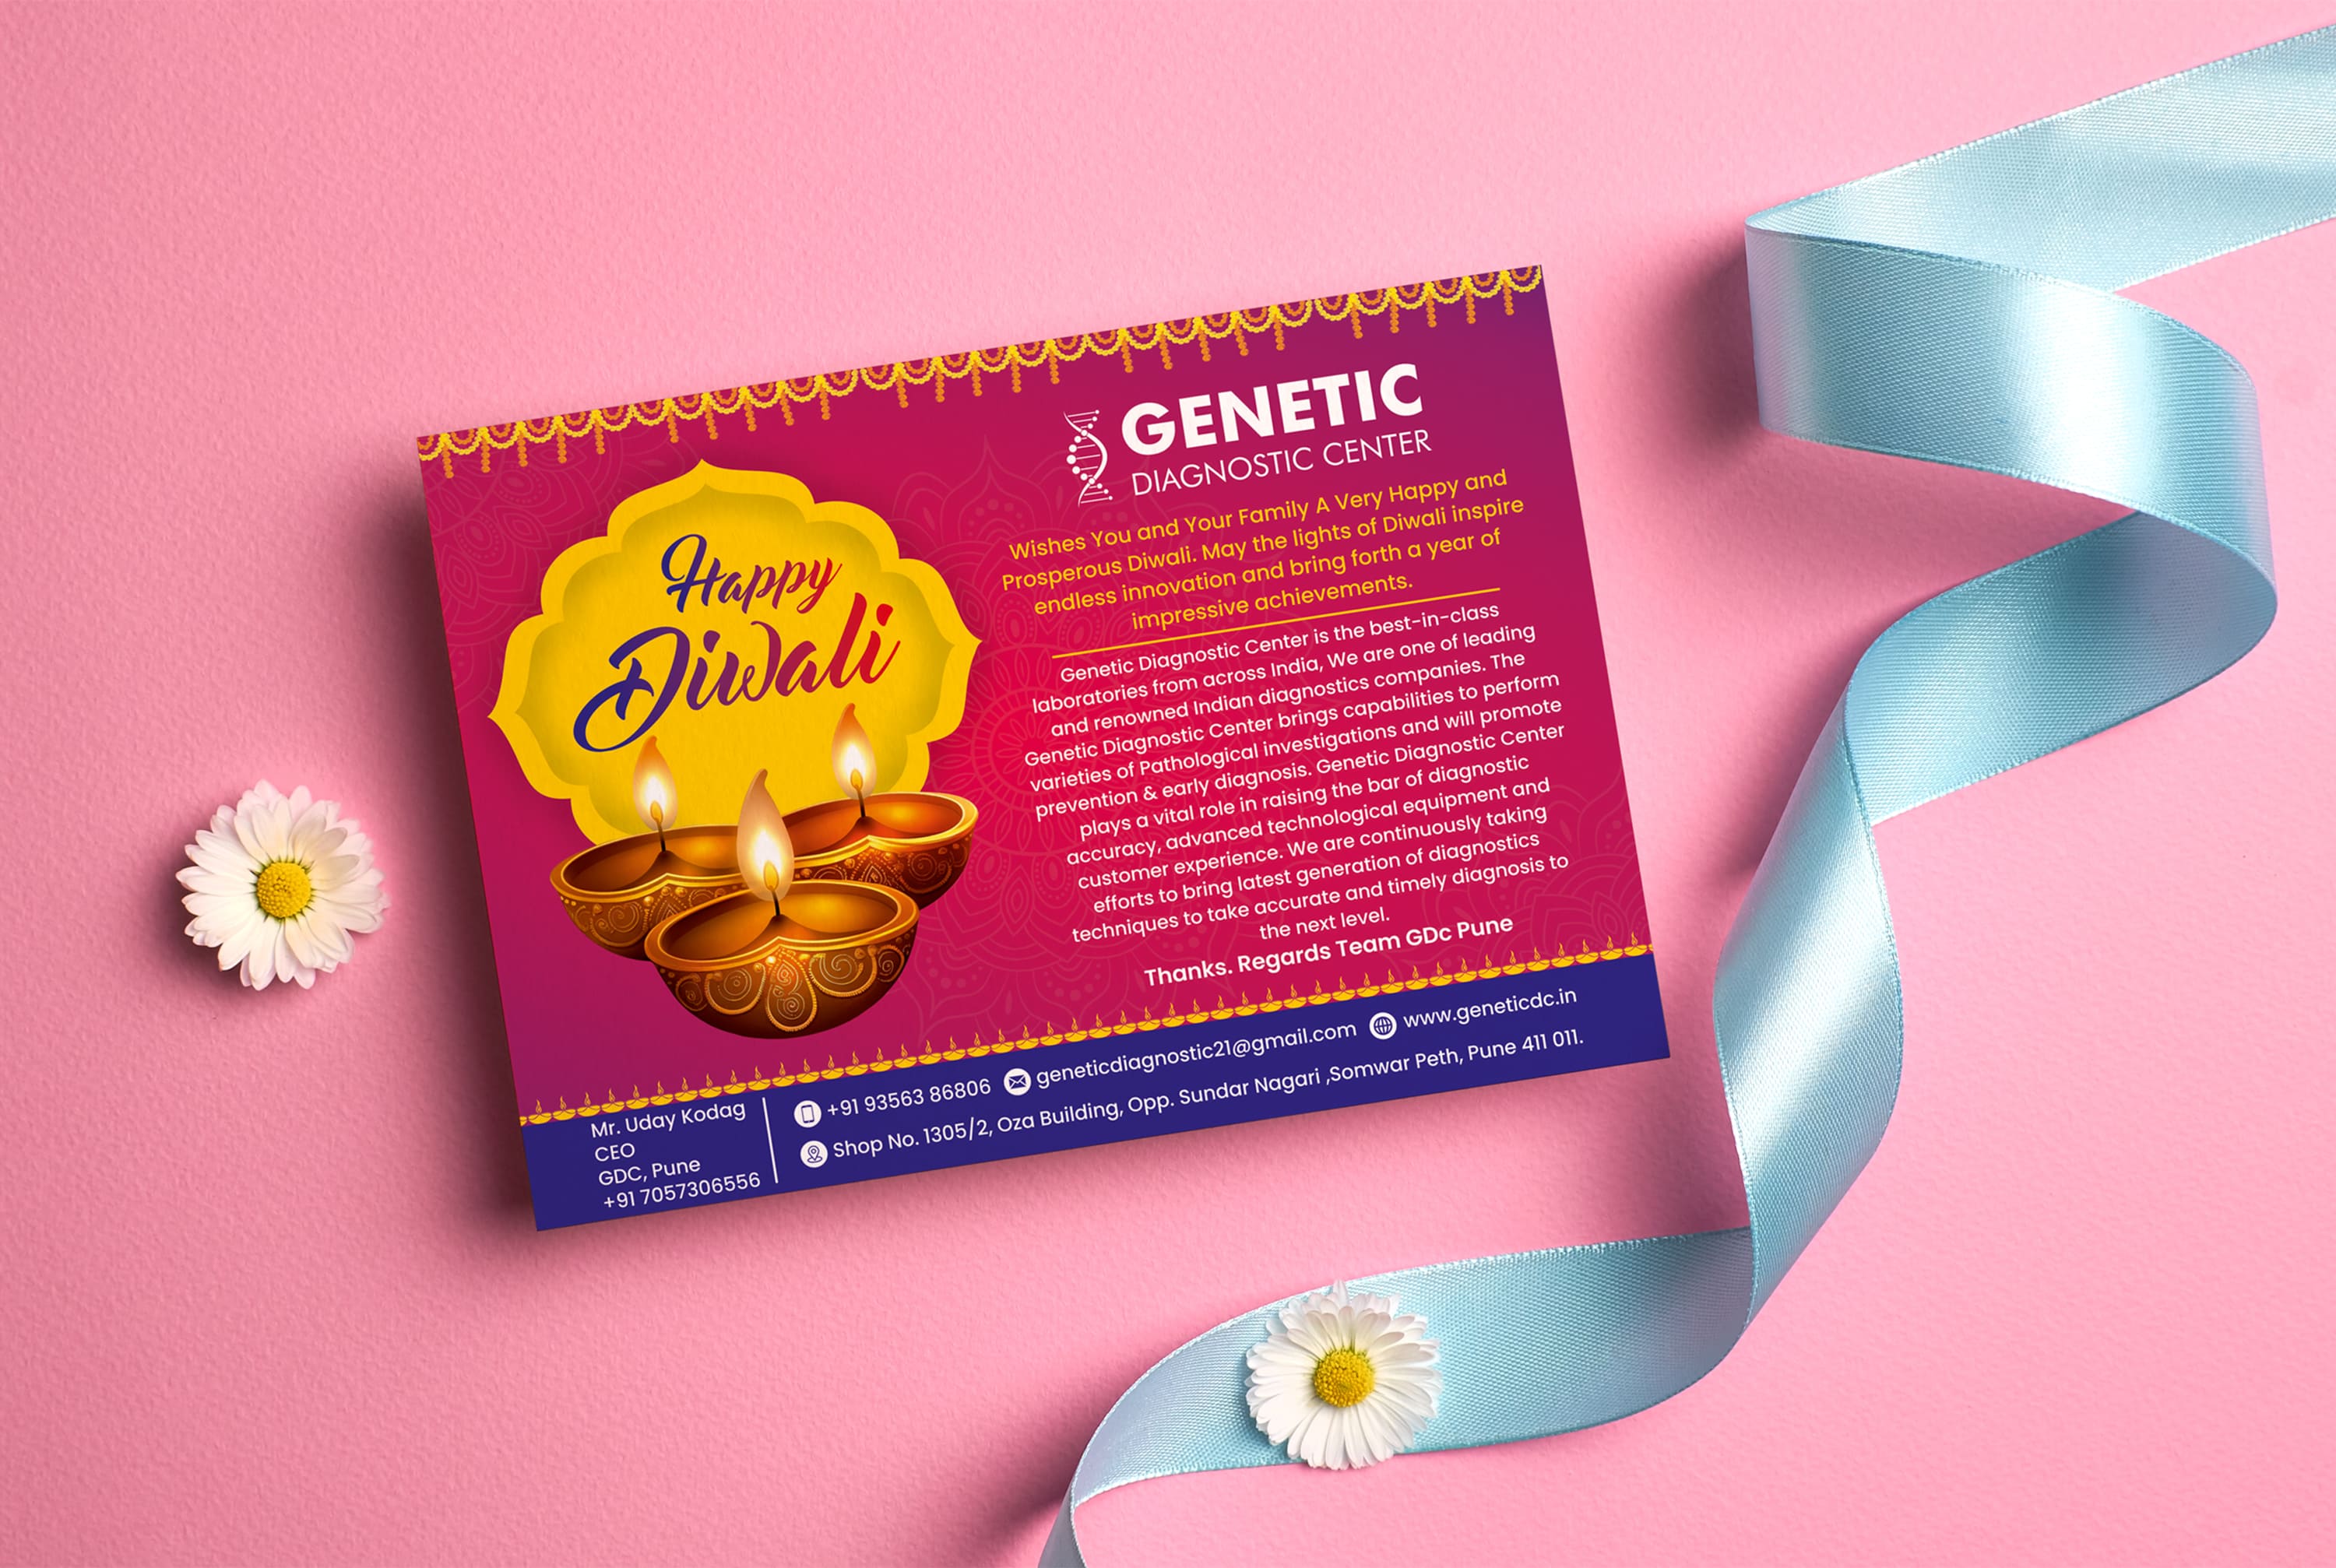 Happy
Diwali
GENETIC
DIAGNOSTIC CENTER
Wishes You and Your Family A Very Happy and
Prosperous Diwali. May the lights of Diwali inspire
endless innovation and bring forth a year of
impressive achievements.
Genetic Diagnostic Center is the best-in-class
laboratories from across India, We are one of leading
and renowned Indian diagnostics companies. The
Genetic Diagnostic Center brings capabilities to perform
varieties of Pathological investigations and will promote
prevention & early diagnosis. Genetic Diagnostic Center
plays a vital role in raising the bar of diagnostic
accuracy, advanced technological equipment and
customer experience. We are continuously taking
efforts to bring latest generation of diagnostics
techniques to take accurate and timely diagnosis to
the next level.
Thanks. Regards Team GDc Pune
Mr. Uday Kodag
CEO
GDC, Pune
+91 7057306556
+91 93563 86806 geneticdiagnostic21@gmail.com www.geneticdc.in
Shop No. 1305/2, Oza Building, Opp. Sundar Nagari ,Somwar Peth, Pune 411 011.